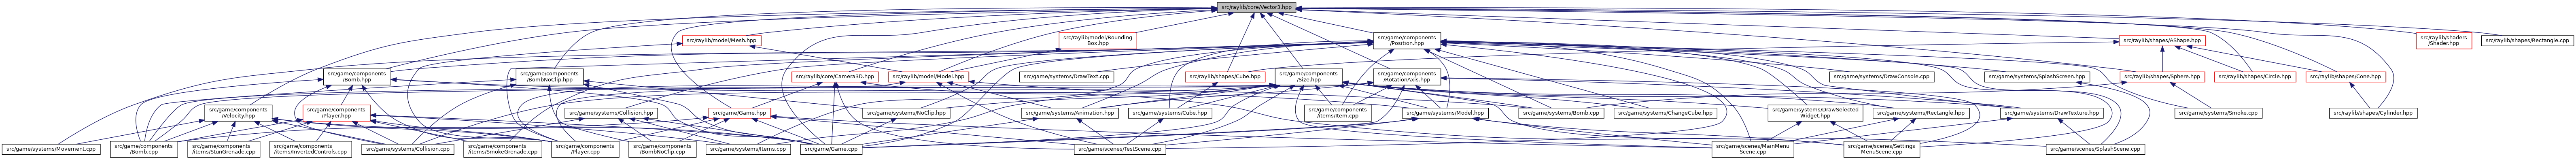 src/raylib/core/Vector3.hpp
src/raylib/model/Mesh.hpp
src/raylib/model/Bounding
Box.hpp
src/game/components
/Position.hpp
src/raylib/shapes/AShape.hpp
src/raylib/shaders
/Shader.hpp
src/raylib/shapes/Rectangle.cpp
src/game/components
/Bomb.hpp
src/game/components
/BombNoClip.hpp
src/raylib/core/Camera3D.hpp
src/raylib/model/Model.hpp
src/game/systems/DrawText.cpp
src/raylib/shapes/Cube.hpp
src/game/components
/Size.hpp
src/game/components
/RotationAxis.hpp
src/game/systems/DrawConsole.cpp
src/game/systems/SplashScreen.hpp
src/raylib/shapes/Sphere.hpp
src/raylib/shapes/Circle.hpp
src/raylib/shapes/Cone.hpp
src/game/components
/Velocity.hpp
src/game/components
/Player.hpp
src/game/systems/Collision.hpp
src/game/Game.hpp
src/game/systems/NoClip.hpp
src/game/systems/Animation.hpp
src/game/systems/Cube.hpp
src/game/components
/items/Item.cpp
src/game/systems/Model.hpp
src/game/systems/Bomb.cpp
src/game/systems/ChangeCube.hpp
src/game/systems/DrawSelected
Widget.hpp
src/game/systems/Rectangle.hpp
src/game/systems/DrawTexture.hpp
src/game/systems/Smoke.cpp
src/raylib/shapes/Cylinder.hpp
src/game/systems/Movement.cpp
src/game/components
/Bomb.cpp
src/game/components
/items/StunGrenade.cpp
src/game/components
/items/InvertedControls.cpp
src/game/systems/Collision.cpp
src/game/components
/items/SmokeGrenade.cpp
src/game/components
/Player.cpp
src/game/components
/BombNoClip.cpp
src/game/systems/Items.cpp
src/game/Game.cpp
src/game/scenes/TestScene.cpp
src/game/scenes/MainMenu
Scene.cpp
src/game/scenes/Settings
MenuScene.cpp
src/game/scenes/SplashScene.cpp